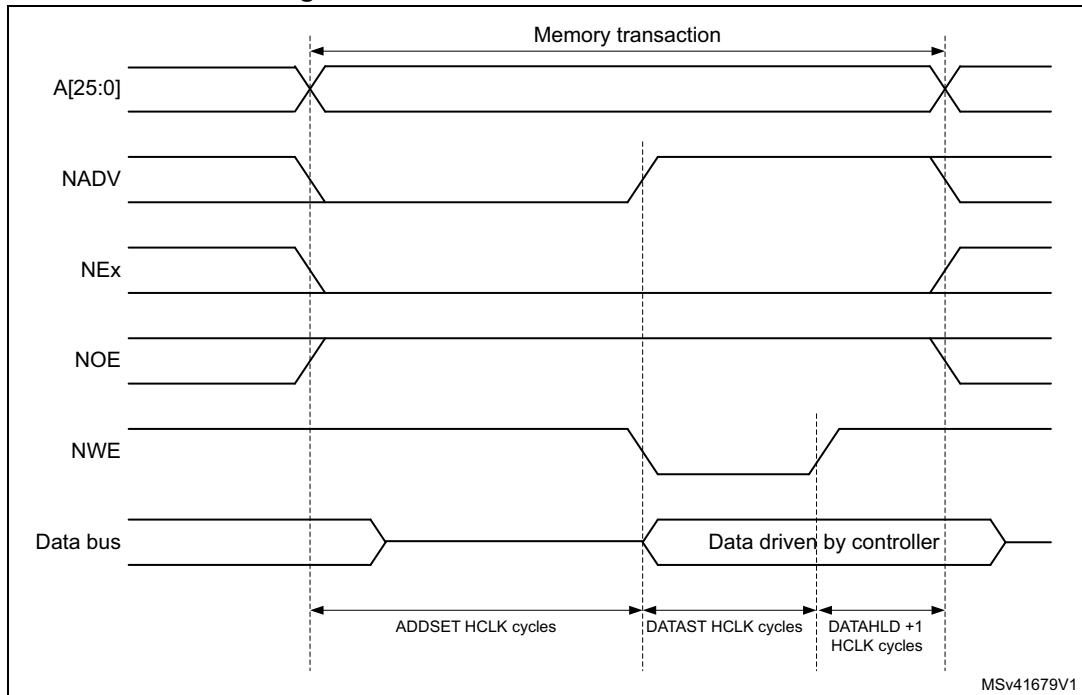 Memory transaction
A[25:0]
NADV
NEx
NOE
NWE
Data bus
Data driven by controller
ADDSET HCLK cycles
DATAST HCLK cycles
DATAHLD +1
HCLK cycles
MSv41679V1